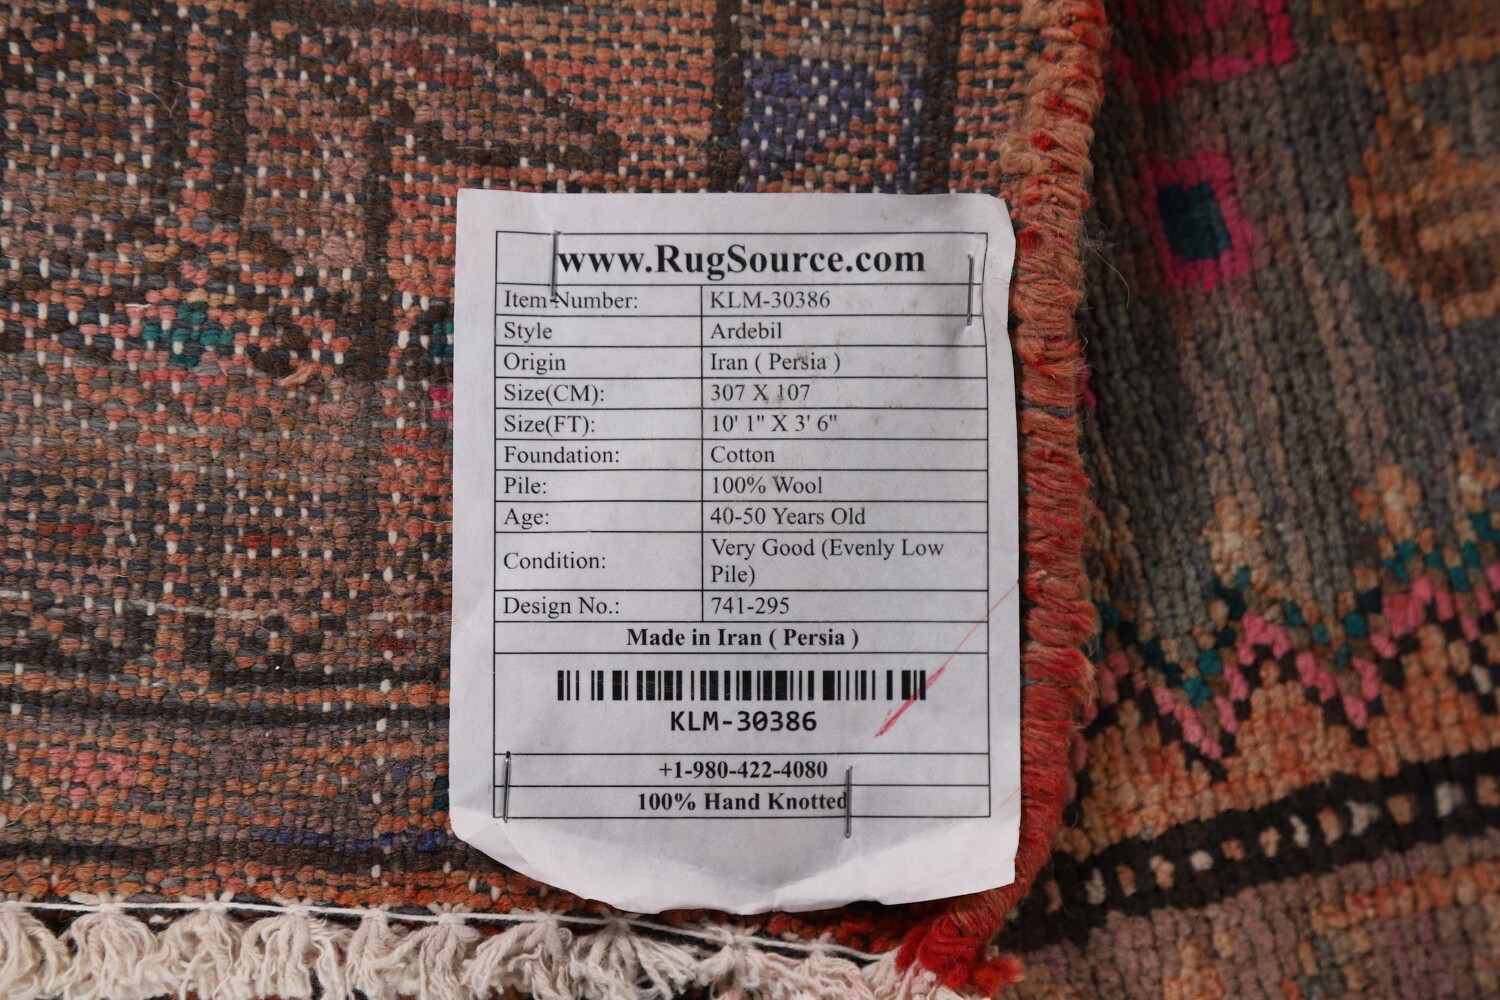 www.RugSource.com
Item Number: KLM-30386
Style Ardebil
Origin Iran ( Persia )
Size(CM): 307 X 107
Size(FT): 10' 1" X 3' 6"
Foundation: Cotton
Pile: 100% Wool
Age: 40-50 Years Old
Condition: Very Good (Evenly Low
Pile)
Design No.: 741-295
Made in Iran ( Persia )
KLM-30386
+1-980-422-4080
100% Hand Knotted